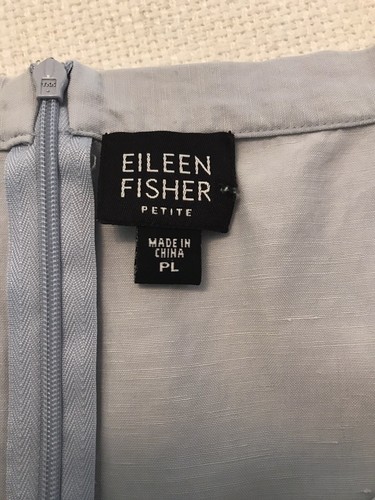 EILEEN
FISHER
PETITE
MADE IN
CHINA
PL